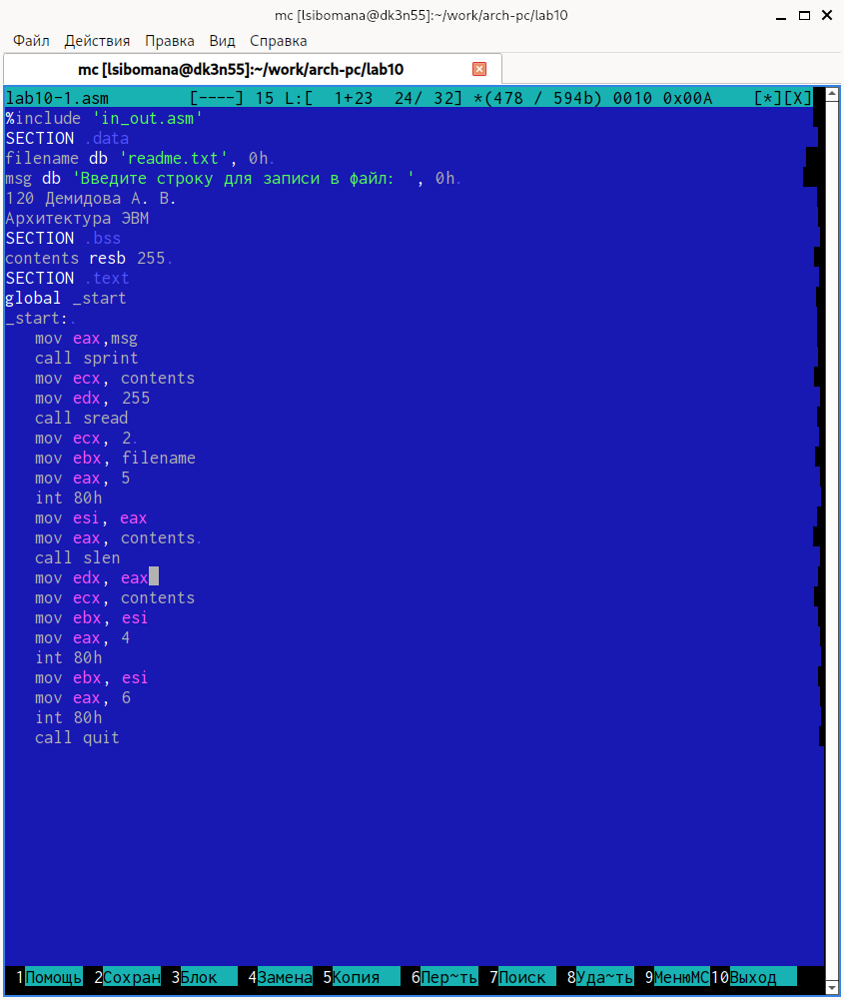 mc [lsibomana@dk3n55]:~/work/arch-pc/lab10
Файл Действия Правка Вид Справка
mc [lsibomana@dk3n55]:~/work/arch-pc/lab10
lab10-1.asm [----] 15 L:[ 1+23 24/ 32] *(478 / 594b) 0010 0x00A [*][X]
%include 'in_out.asm'
SECTION .data
filename db 'readme.txt', 0h.
msg db 'Введите строку для записи в файл: ', 0h.
120 Демидова А. В.
Архитектура ЭВМ
SECTION .bss
contents resb 255.
SECTION .text
global _start
_start:.
mov eax,msg
call sprint
mov ecx, contents
mov edx, 255
call sread
mov ecx, 2.
mov ebx, filename
mov eax, 5
int 80h
mov esi, eax
mov eax, contents.
call slen
mov edx, eax
mov ecx, contents
mov ebx, esi
mov eax, 4
int 80h
mov ebx, esi
mov eax, 6
int 80h
call quit
1Помощь 2Сохран 3Блок 4Замена 5Копия 6Пер~ть 7Поиск 8Уда~ть 9МенюMC 10Выход